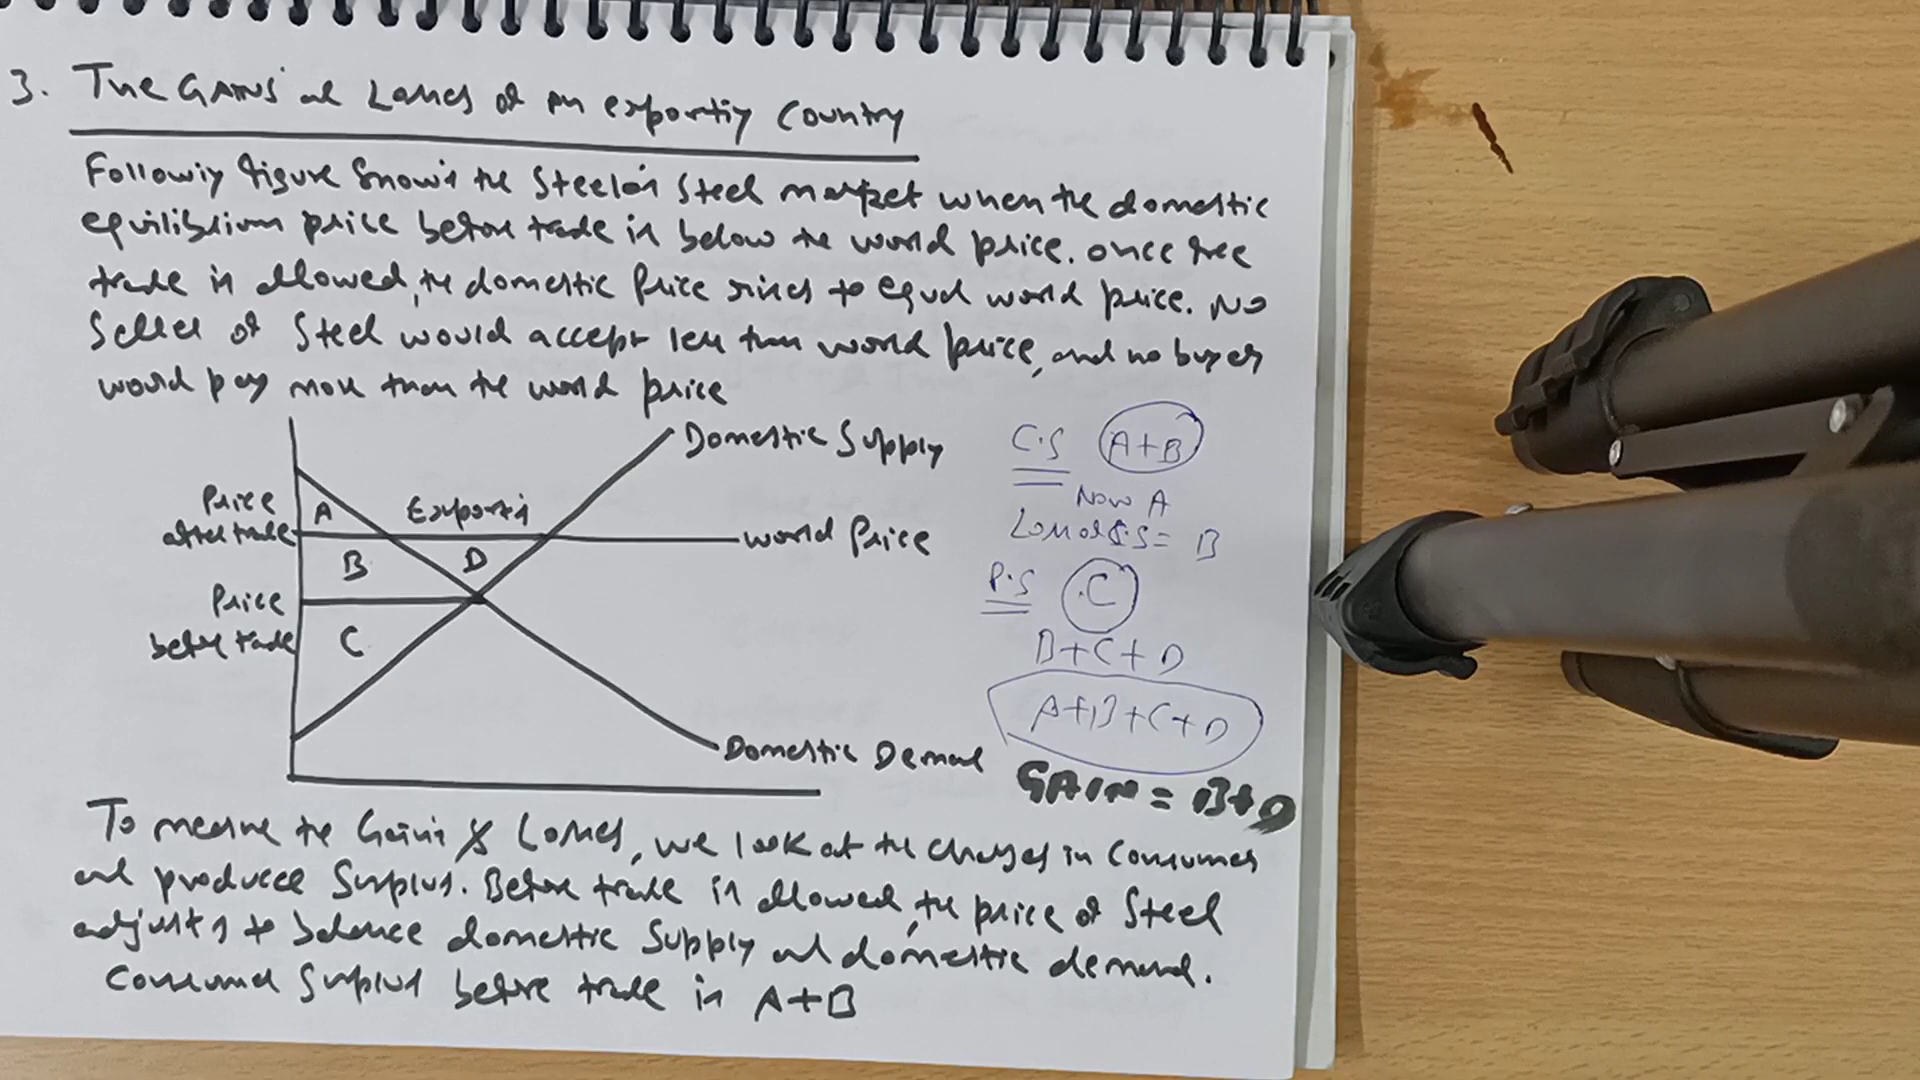 3. The GAINS and Losses of an exporting Country
Following figure shows the Steelon Steel market when the domestic
equilibrium price before trade is below the world price. once free
trade is allowed, the domestic Price rises to equal world price. No
Seller of Steel would accept less than world price, and no buyer
would pay more than the world price
Domestic Supply
Price
after trade
A
Exports
World Price
B
D
Price
before trade
C
Domestic Demand
C.S A+B
Now A
Loss of C.S = B
P.S C
B+C+D
A+B+C+D
GAIN = B+D
To measure the Gains & Losses, we look at the changes in Consumer
and producer Surplus. Before trade is allowed, the price of Steel
adjusts to balance domestic Supply and domestic demand.
Consumer Surplus before trade is A+B